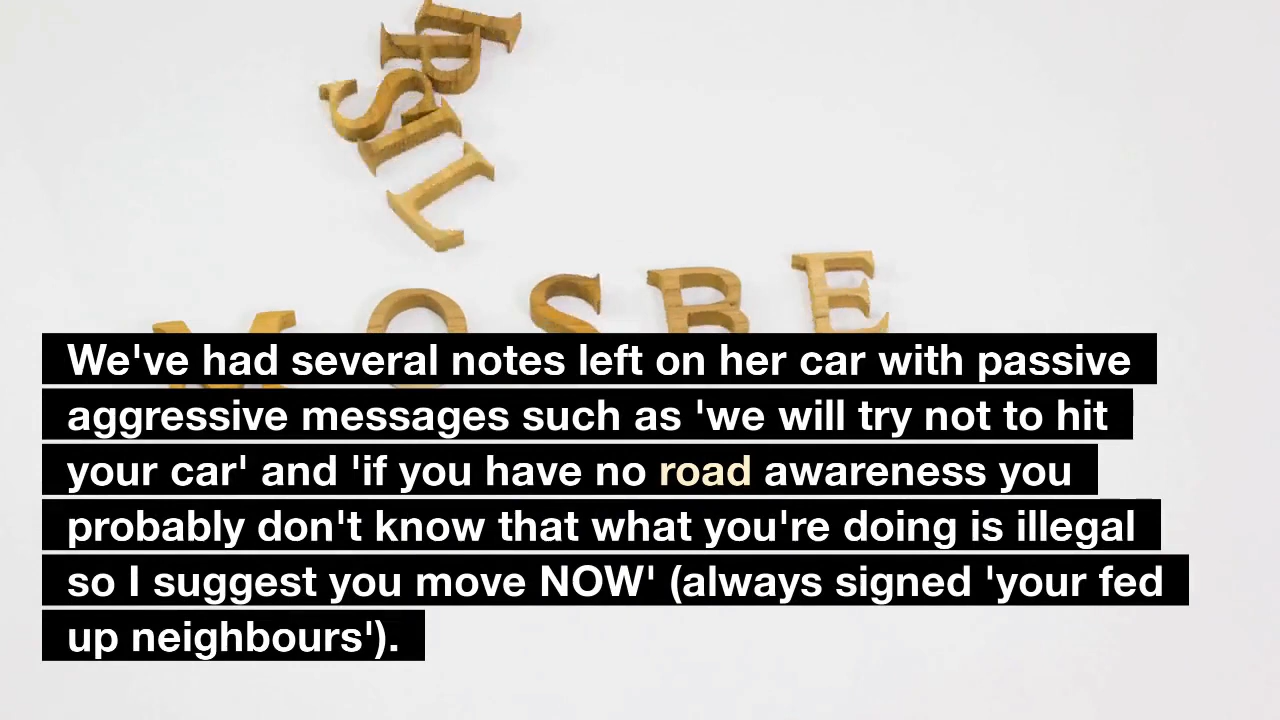 IPSIL
MOSBE
We've had several notes left on her car with passive
aggressive messages such as 'we will try not to hit
your car' and 'if you have no road awareness you
probably don't know that what you're doing is illegal
so I suggest you move NOW' (always signed 'your fed
up neighbours').